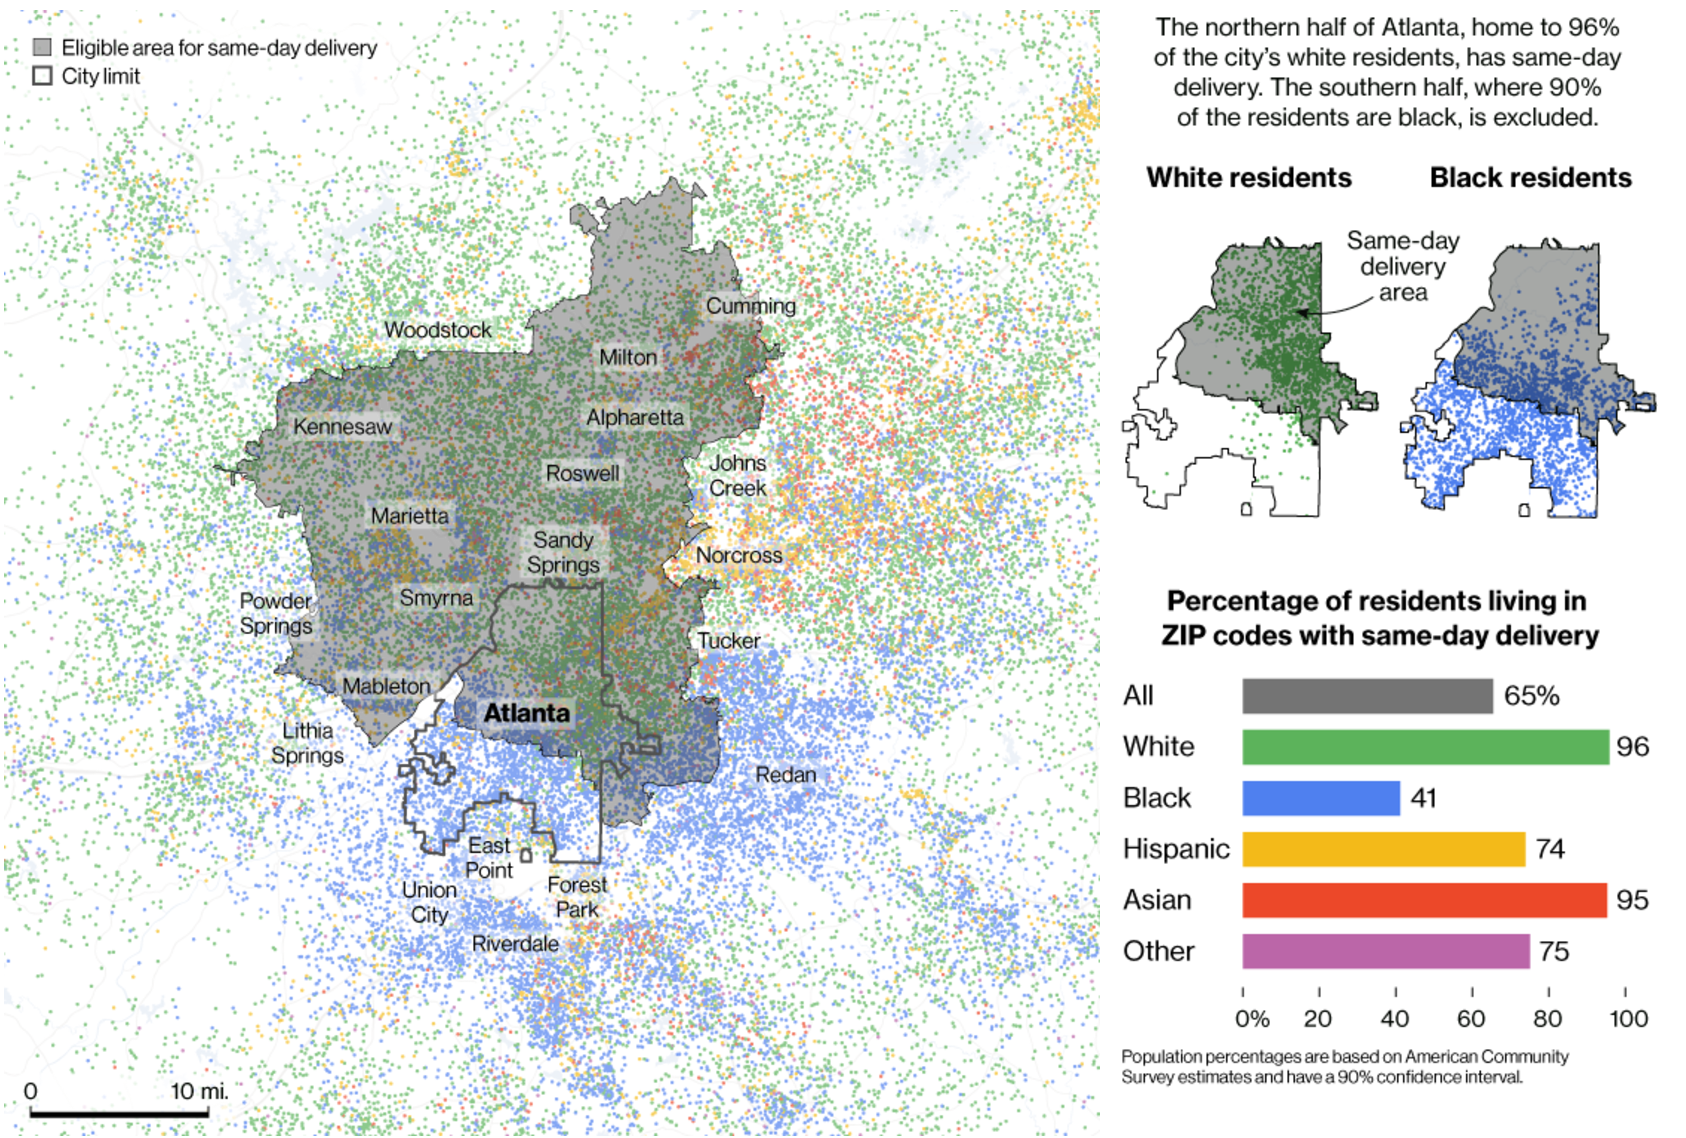 Eligible area for same-day delivery
City limit
Woodstock
Cumming
Milton
Kennesaw
Alpharetta
Roswell
Johns
Creek
Marietta
Sandy
Springs
Norcross
Smyrna
Powder
Springs
Tucker
Mableton
Atlanta
Lithia
Springs
Redan
East
Point
Union
City
Forest
Park
Riverdale
0 10 mi.
The northern half of Atlanta, home to 96%
of the city's white residents, has same-day
delivery. The southern half, where 90%
of the residents are black, is excluded.
White residents
Black residents
Same-day
delivery
area
Percentage of residents living in
ZIP codes with same-day delivery
All 65%
White 96
Black 41
Hispanic 74
Asian 95
Other 75
0% 20 40 60 80 100
Population percentages are based on American Community
Survey estimates and have a 90% confidence interval.